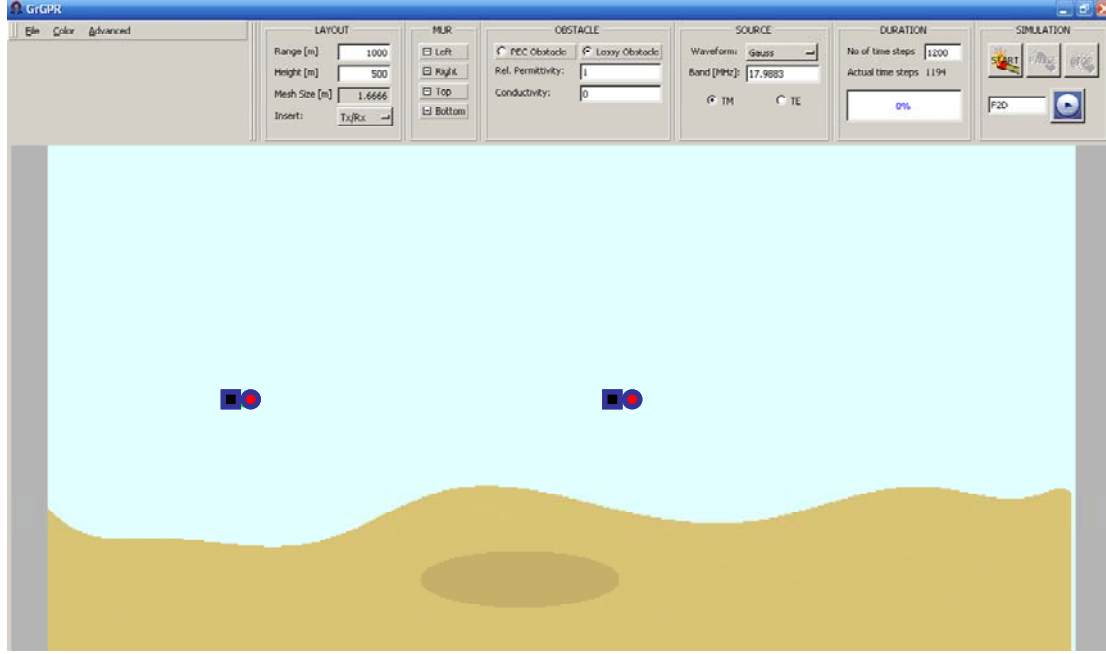 GrGPR
File Color Advanced
LAYOUT
Range [m] 1000
Height [m] 500
Mesh Size [m] 1.6666
Insert: Tx/Rx
MUR
Left
Right
Top
Bottom
OBSTACLE
PEC Obstacle Lossy Obstacle
Rel. Permittivity: 1
Conductivity: 0
SOURCE
Waveform: Gauss
Band [MHz]: 17.9883
TM TE
DURATION
No of time steps 1200
Actual time steps 1194
0%
SIMULATION
START PAUSE
F2D